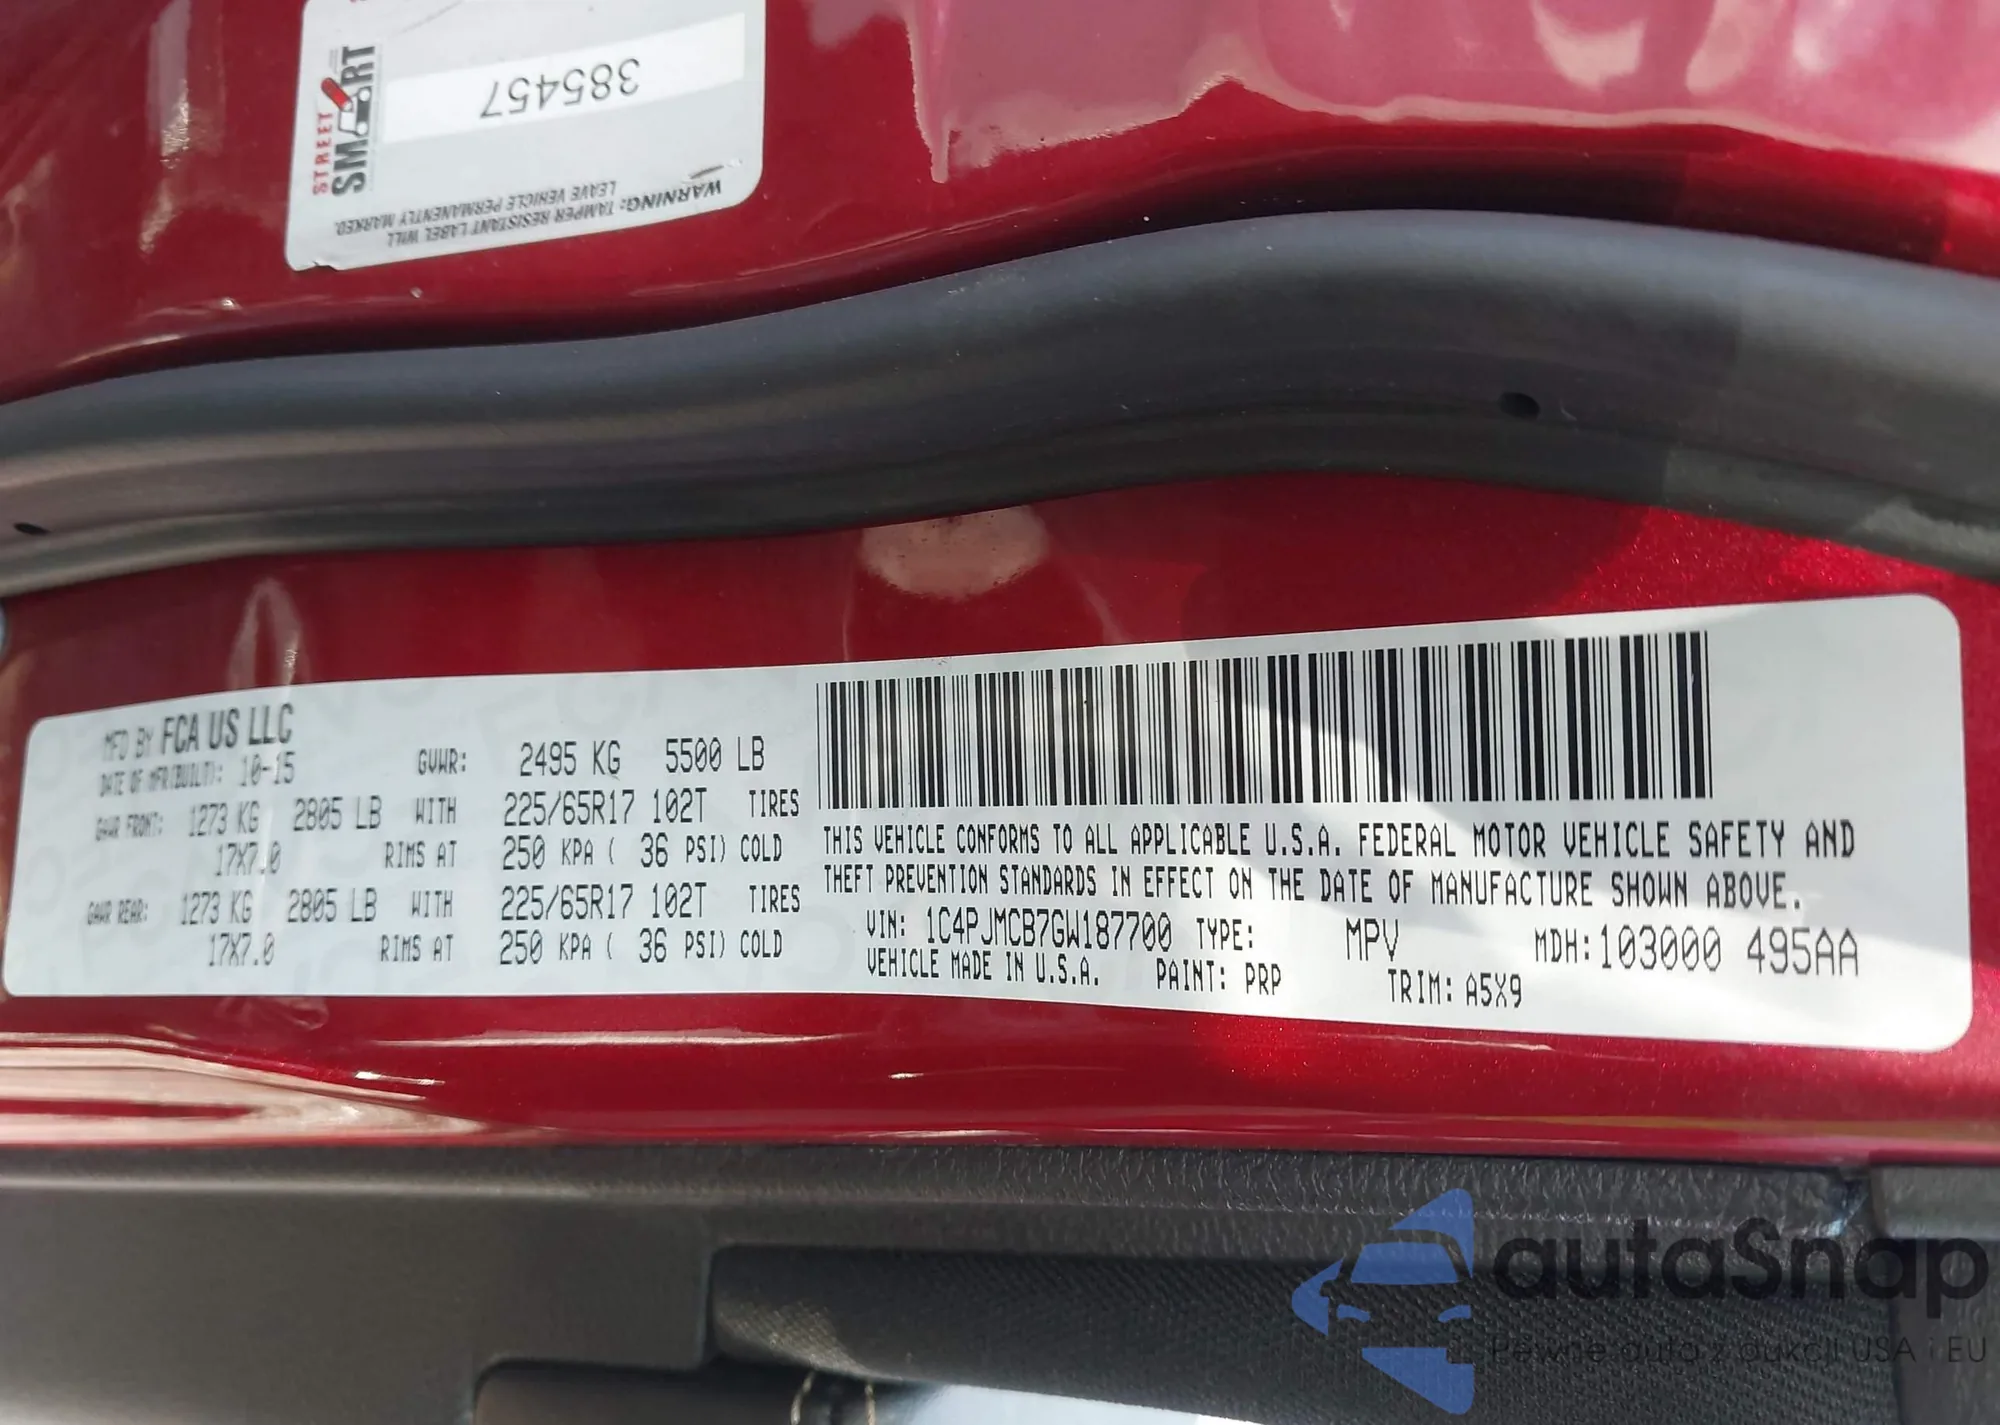 STREET
SMART
385457
WARNING: TAMPER RESISTANT LABEL WILL
LEAVE VEHICLE PERMANENTLY MARKED.
MFD BY FCA US LLC
DATE OF MFR(BUILT): 10-15
GVWR: 2495 KG 5500 LB
GAWR FRONT: 1273 KG 2805 LB WITH 225/65R17 102T TIRES
17X7.0 RIMS AT 250 KPA ( 36 PSI) COLD
GAWR REAR: 1273 KG 2805 LB WITH 225/65R17 102T TIRES
17X7.0 RIMS AT 250 KPA ( 36 PSI) COLD
THIS VEHICLE CONFORMS TO ALL APPLICABLE U.S.A. FEDERAL MOTOR VEHICLE SAFETY AND
THEFT PREVENTION STANDARDS IN EFFECT ON THE DATE OF MANUFACTURE SHOWN ABOVE.
VIN: 1C4PJMCB7GW187700 TYPE: MPV MDH:103000 495AA
VEHICLE MADE IN U.S.A. PAINT: PRP TRIM: A5X9
autaSnap
Pewne auta z aukcji USA i EU